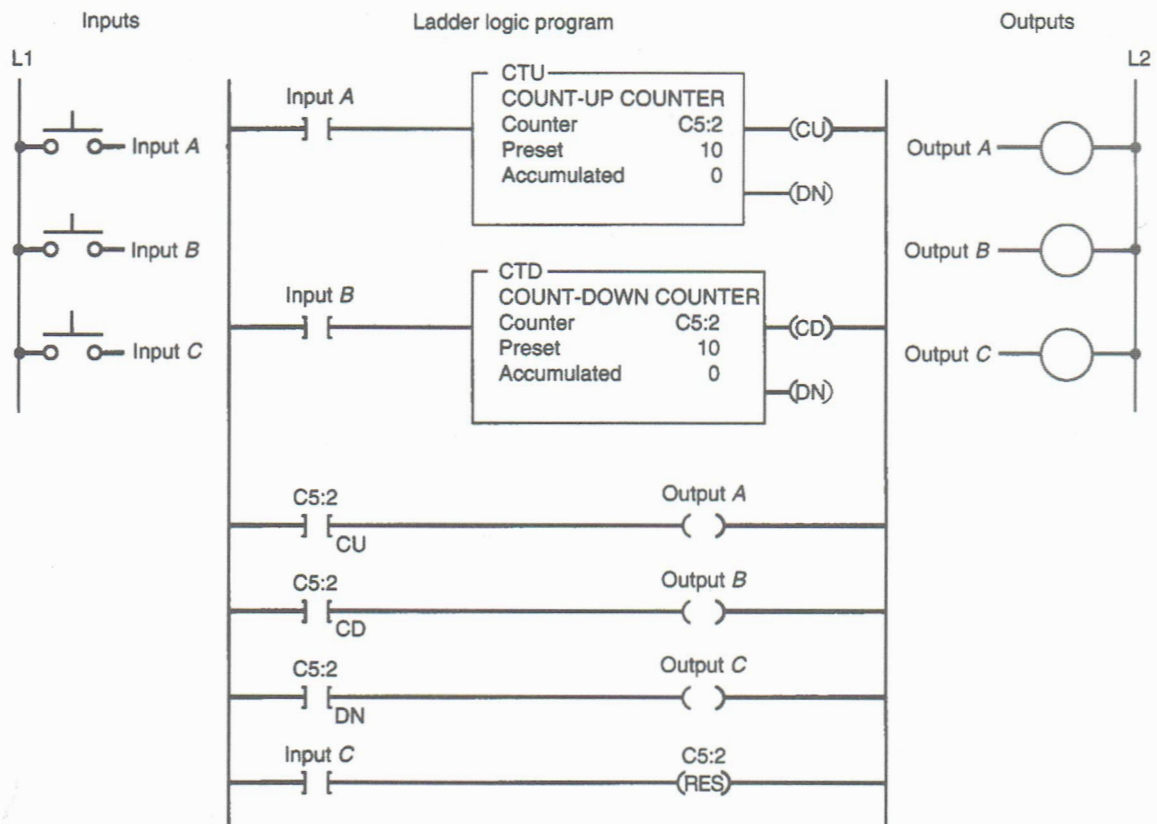 Inputs
Ladder logic program
Outputs
L1
L2
Input A
Input B
Input C
Input A
CTU
COUNT-UP COUNTER
Counter C5:2
Preset 10
Accumulated 0
(CU)
(DN)
Input B
CTD
COUNT-DOWN COUNTER
Counter C5:2
Preset 10
Accumulated 0
(CD)
(DN)
C5:2
CU
Output A
C5:2
CD
Output B
C5:2
DN
Output C
Input C
C5:2
(RES)
Output A
Output B
Output C